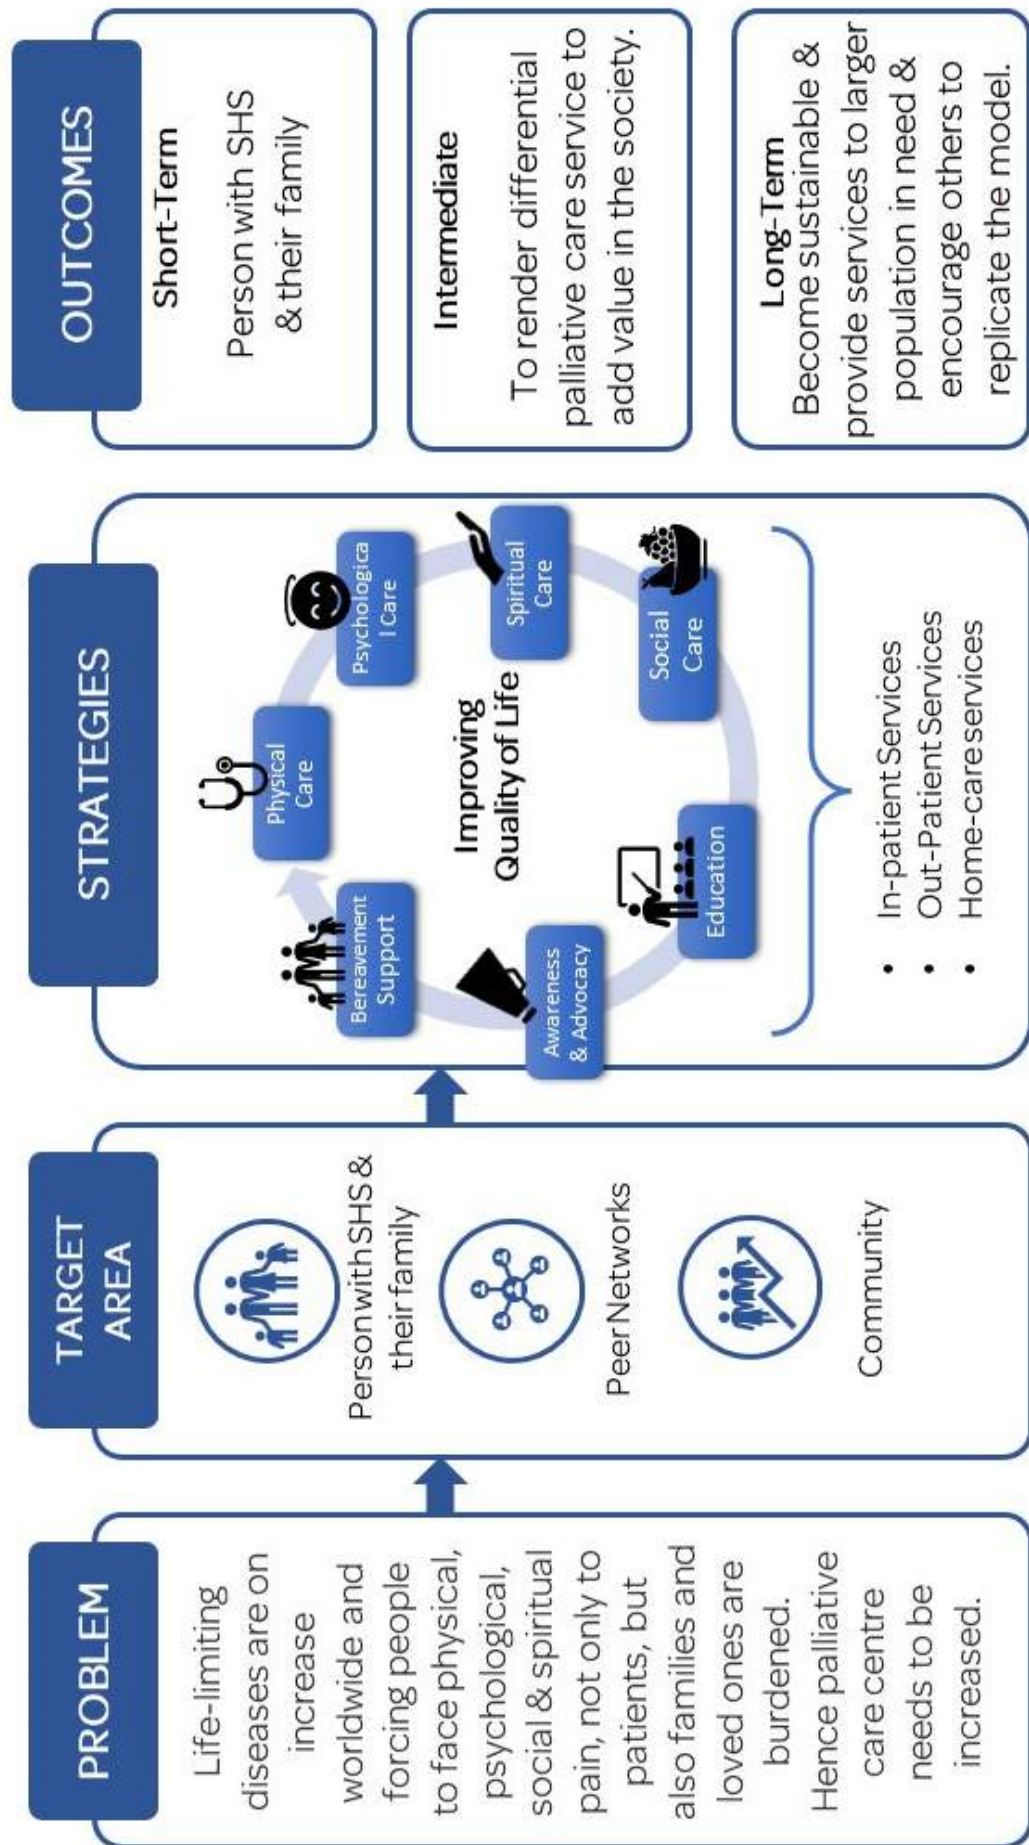 PROBLEM
Life-limiting
diseases are on
increase
worldwide and
forcing people
to face physical,
psychological,
social & spiritual
pain, not only to
patients, but
also families and
loved ones are
burdened.
Hence palliative
care centre
needs to be
increased.
TARGET
AREA
Person with SHS &
their family
Peer Networks
Community
STRATEGIES
Physical
Care
Psychologica
l Care
Spiritual
Care
Social
Care
Education
Awareness
& Advocacy
Bereavement
Support
Improving
Quality of Life
• In-patient Services
• Out-Patient Services
• Home-care services
OUTCOMES
Short-Term
Person with SHS
& their family
Intermediate
To render differential
palliative care service to
add value in the society.
Long-Term
Become sustainable &
provide services to larger
population in need &
encourage others to
replicate the model.